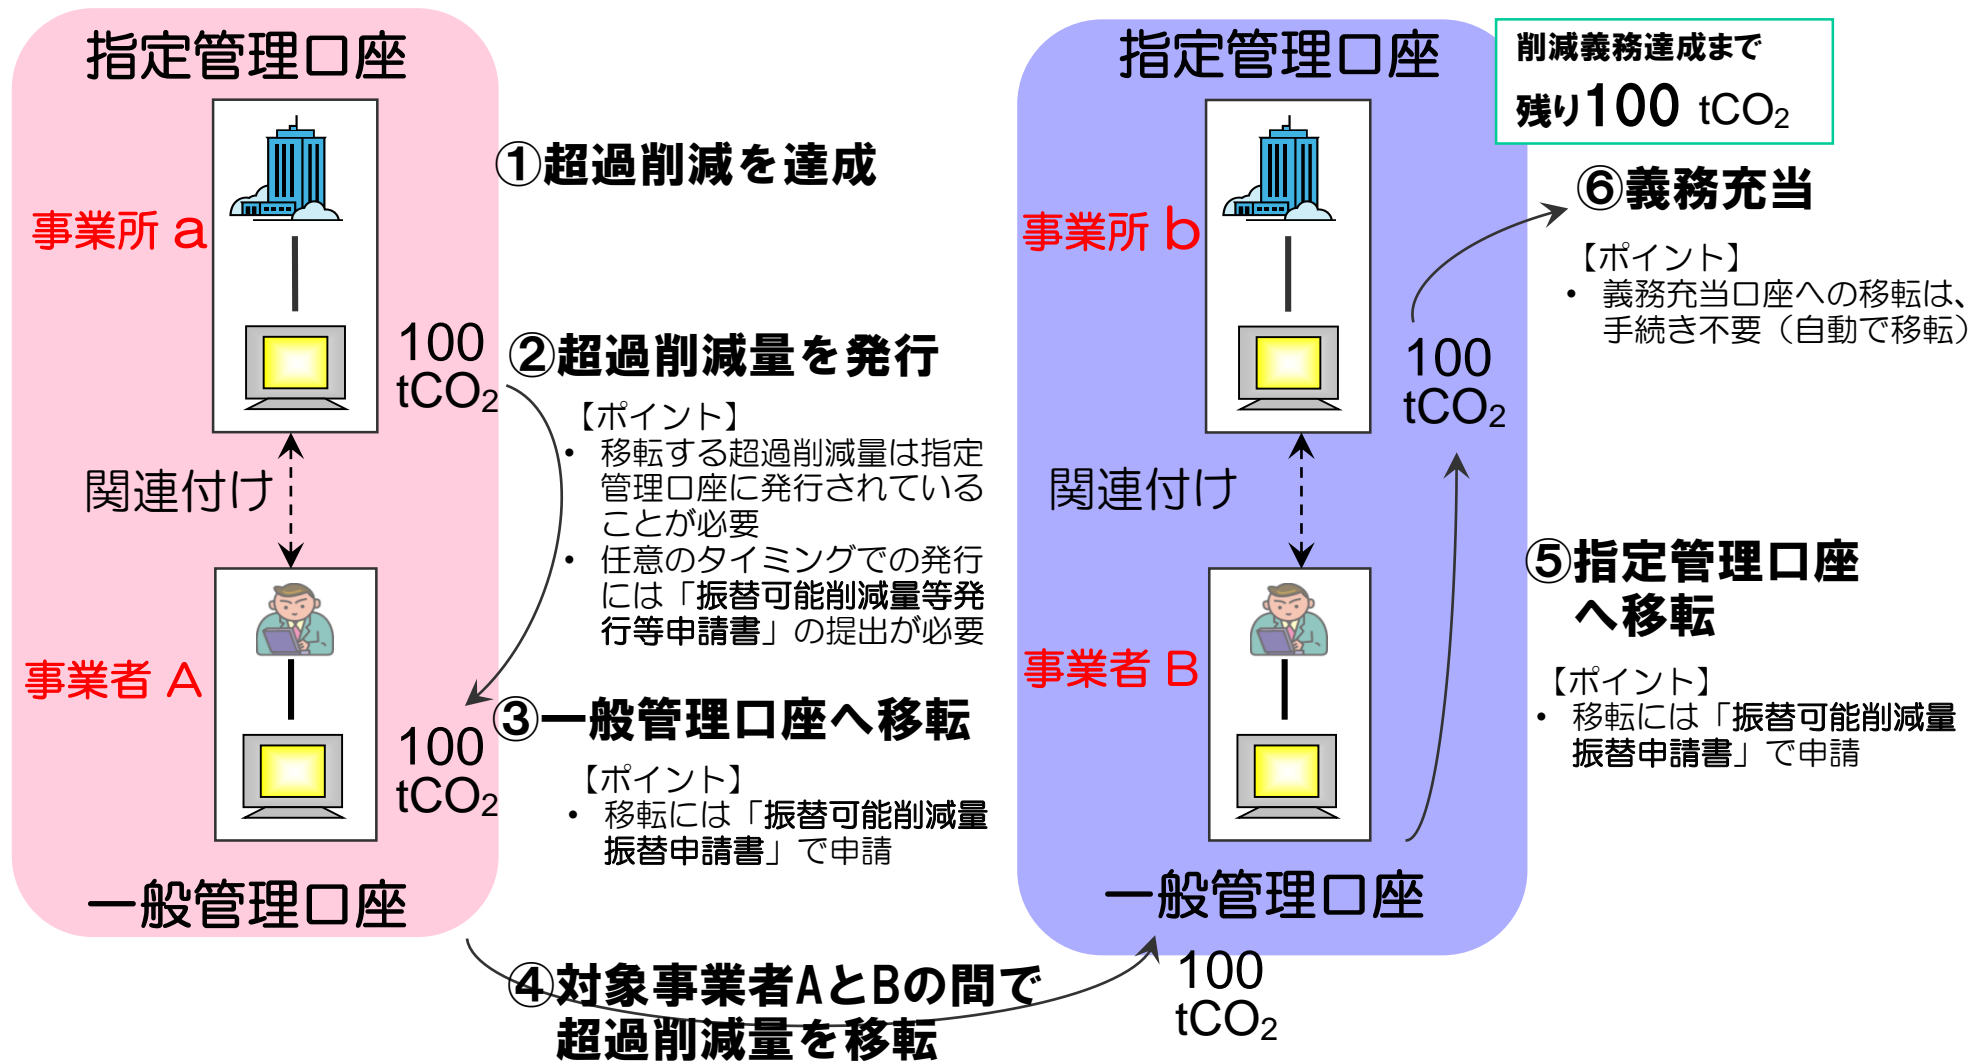 指定管理口座
事業所 a
①超過削減を達成
100
tCO₂
②超過削減量を発行
【ポイント】
• 移転する超過削減量は指定
管理口座に発行されている
ことが必要
• 任意のタイミングでの発行
には「振替可能削減量等発
行等申請書」の提出が必要
関連付け
事業者 A
100
tCO₂
③一般管理口座へ移転
【ポイント】
• 移転には「振替可能削減量
振替申請書」で申請
一般管理口座
④対象事業者AとBの間で
超過削減量を移転
指定管理口座
事業所 b
100
tCO₂
関連付け
事業者 B
一般管理口座
100
tCO₂
⑤指定管理口座
へ移転
【ポイント】
• 移転には「振替可能削減量
振替申請書」で申請
削減義務達成まで
残り100 tCO₂
⑥義務充当
【ポイント】
• 義務充当口座への移転は、
手続き不要（自動で移転）